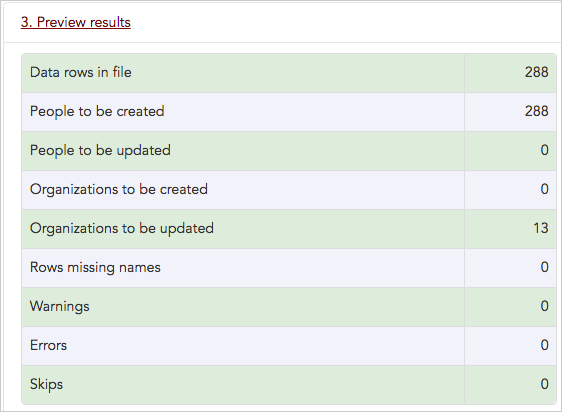 3. Preview results
Data rows in file 288
People to be created 288
People to be updated 0
Organizations to be created 0
Organizations to be updated 13
Rows missing names 0
Warnings 0
Errors 0
Skips 0